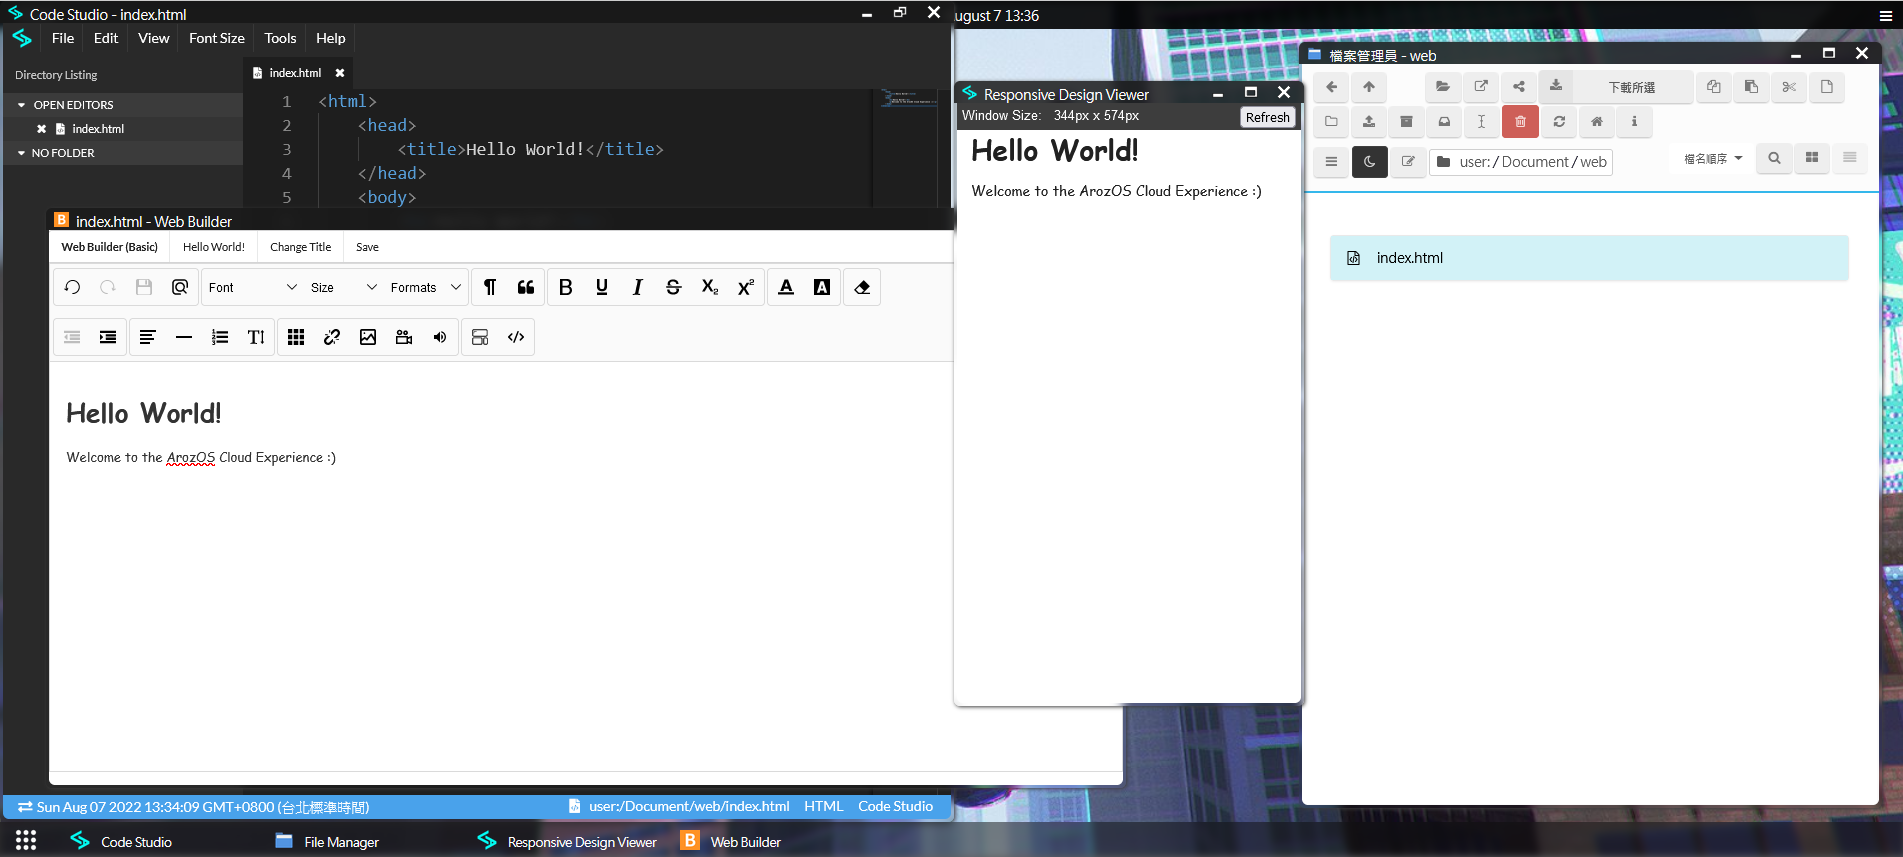 Code Studio - index.html
File Edit View Font Size Tools Help
Directory Listing
OPEN EDITORS
index.html
NO FOLDER
index.html
1 <html>
2 <head>
3 <title>Hello World!</title>
4 </head>
5 <body>
index.html - Web Builder
Web Builder (Basic) Hello World! Change Title Save
Font Size Formats
Hello World!
Welcome to the ArozOS Cloud Experience :)
Sun Aug 07 2022 13:34:09 GMT+0800 (台北標準時間) user:/Document/web/index.html HTML Code Studio
ugust 7 13:36
Responsive Design Viewer
Window Size: 344px x 574px Refresh
Hello World!
Welcome to the ArozOS Cloud Experience :)
檔案管理員 - web
下載所選
user: / Document / web 檔名順序
index.html
Code Studio File Manager Responsive Design Viewer Web Builder